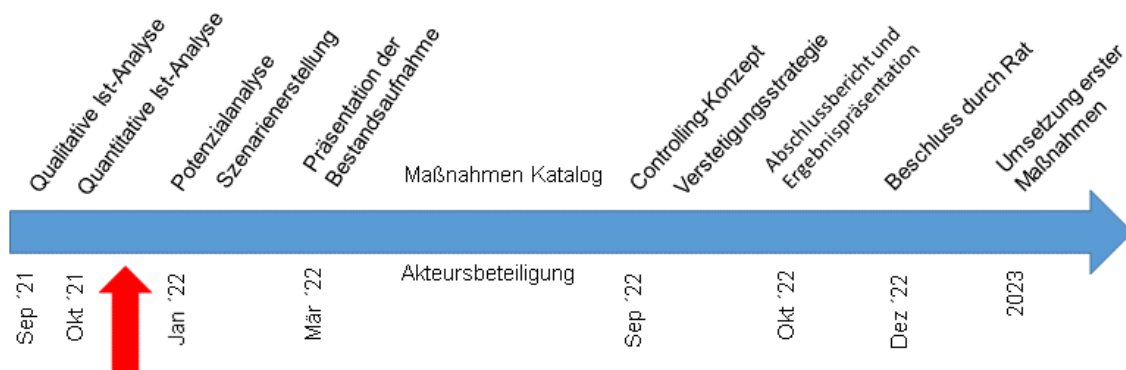 Qualitative Ist-Analyse
Quantitative Ist-Analyse
Potenzialanalyse
Szenarienerstellung
Präsentation der
Bestandsaufnahme
Maßnahmen Katalog
Controlling-Konzept
Verstetigungsstrategie
Abschlussbericht und
Ergebnispräsentation
Beschluss durch Rat
Umsetzung erster
Maßnahmen
Akteursbeteiligung
Sep ´21
Okt ´21
Jan ´22
Mär ´22
Sep ´22
Okt ´22
Dez ´22
2023